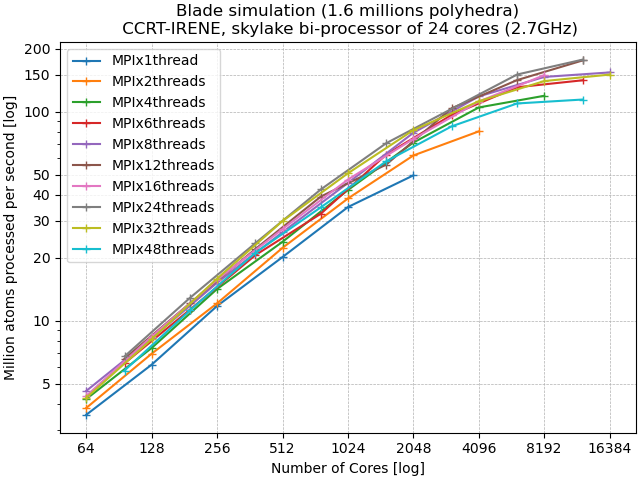 Blade simulation (1.6 millions polyhedra)
CCRT-IRENE, skylake bi-processor of 24 cores (2.7GHz)
Million atoms processed per second [log]
200
150
100
50
40
30
20
10
5
MPIx1thread
MPIx2threads
MPIx4threads
MPIx6threads
MPIx8threads
MPIx12threads
MPIx16threads
MPIx24threads
MPIx32threads
MPIx48threads
64 128 256 512 1024 2048 4096 8192 16384
Number of Cores [log]